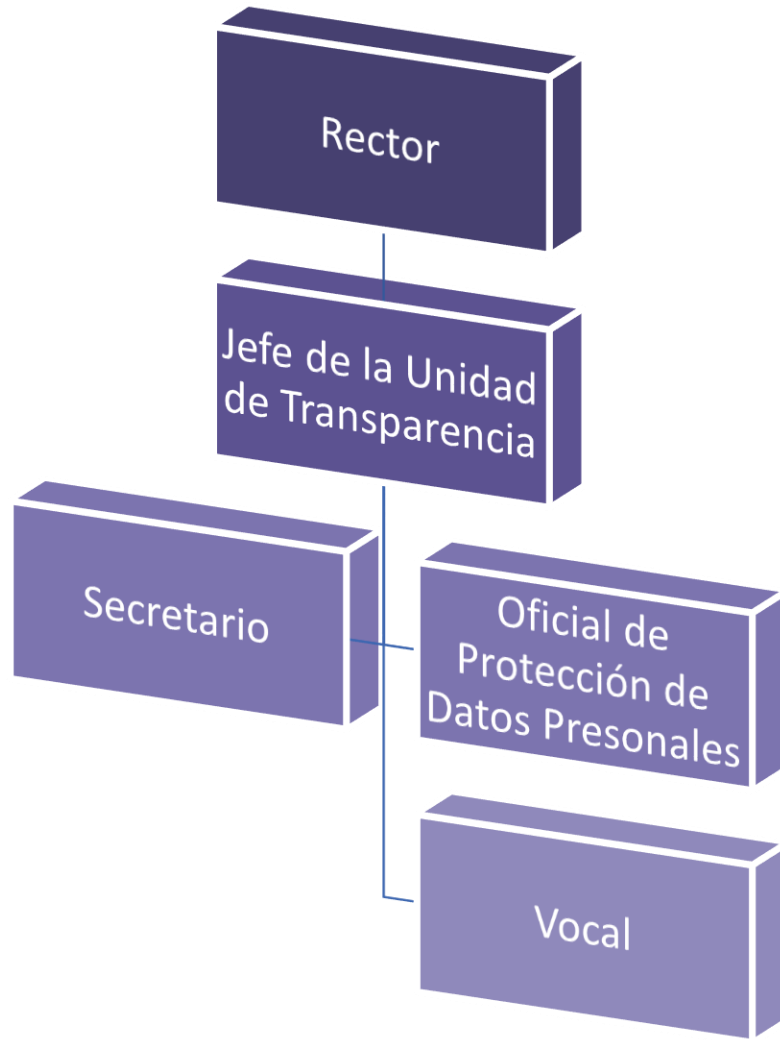 Rector
Jefe de la Unidad
de Transparencia
Secretario
Oficial de
Protección de
Datos Presonales
Vocal